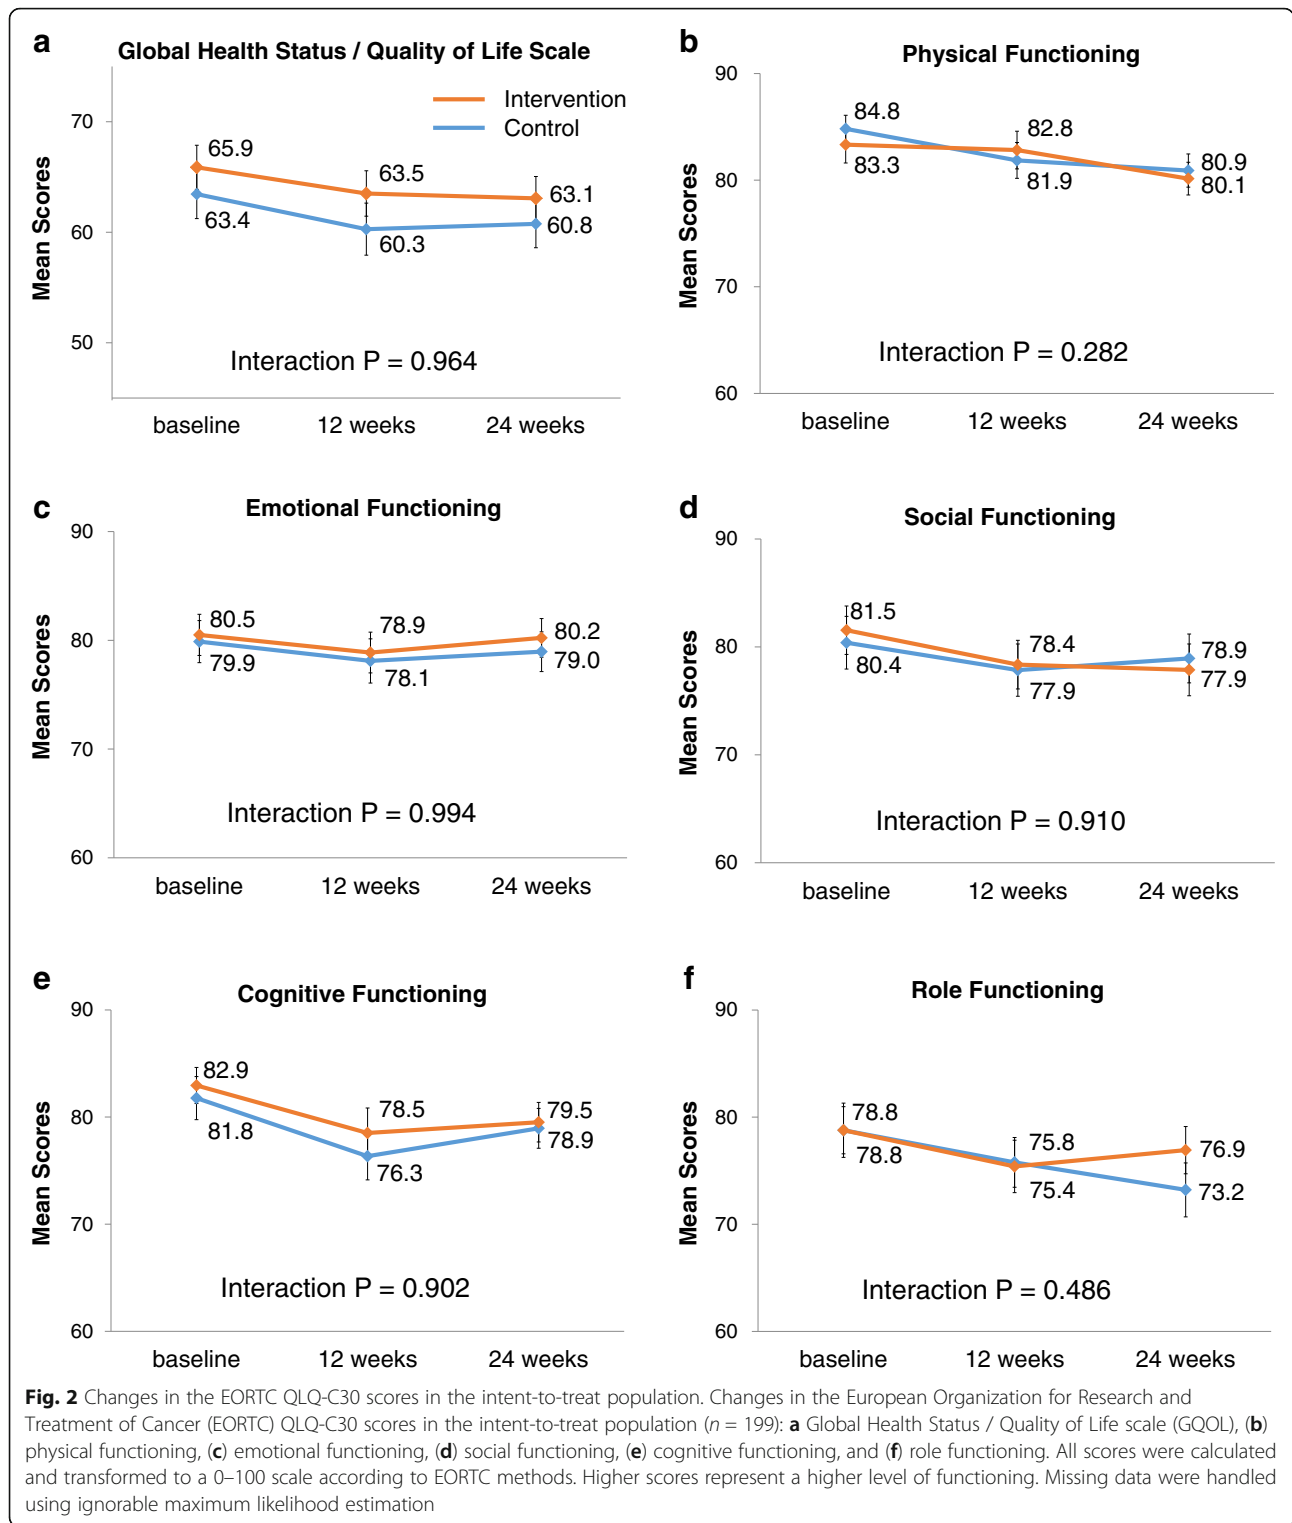 a
Global Health Status / Quality of Life Scale
Intervention
Control
Mean Scores
70
60
50
65.9
63.5
63.1
63.4
60.3
60.8
Interaction P = 0.964
baseline 12 weeks 24 weeks
b
Physical Functioning
Mean Scores
90
80
70
60
84.8
82.8
80.9
83.3
81.9
80.1
Interaction P = 0.282
baseline 12 weeks 24 weeks
c
Emotional Functioning
Mean Scores
90
80
70
60
80.5
78.9
80.2
79.9
78.1
79.0
Interaction P = 0.994
baseline 12 weeks 24 weeks
d
Social Functioning
Mean Scores
90
80
70
60
81.5
78.4
78.9
80.4
77.9
77.9
Interaction P = 0.910
baseline 12 weeks 24 weeks
e
Cognitive Functioning
Mean Scores
90
80
70
60
82.9
78.5
79.5
81.8
76.3
78.9
Interaction P = 0.902
baseline 12 weeks 24 weeks
f
Role Functioning
Mean Scores
90
80
70
60
78.8
75.8
76.9
78.8
75.4
73.2
Interaction P = 0.486
baseline 12 weeks 24 weeks
Fig. 2 Changes in the EORTC QLQ-C30 scores in the intent-to-treat population. Changes in the European Organization for Research and
Treatment of Cancer (EORTC) QLQ-C30 scores in the intent-to-treat population (n = 199): a Global Health Status / Quality of Life scale (GQOL), (b)
physical functioning, (c) emotional functioning, (d) social functioning, (e) cognitive functioning, and (f) role functioning. All scores were calculated
and transformed to a 0–100 scale according to EORTC methods. Higher scores represent a higher level of functioning. Missing data were handled
using ignorable maximum likelihood estimation